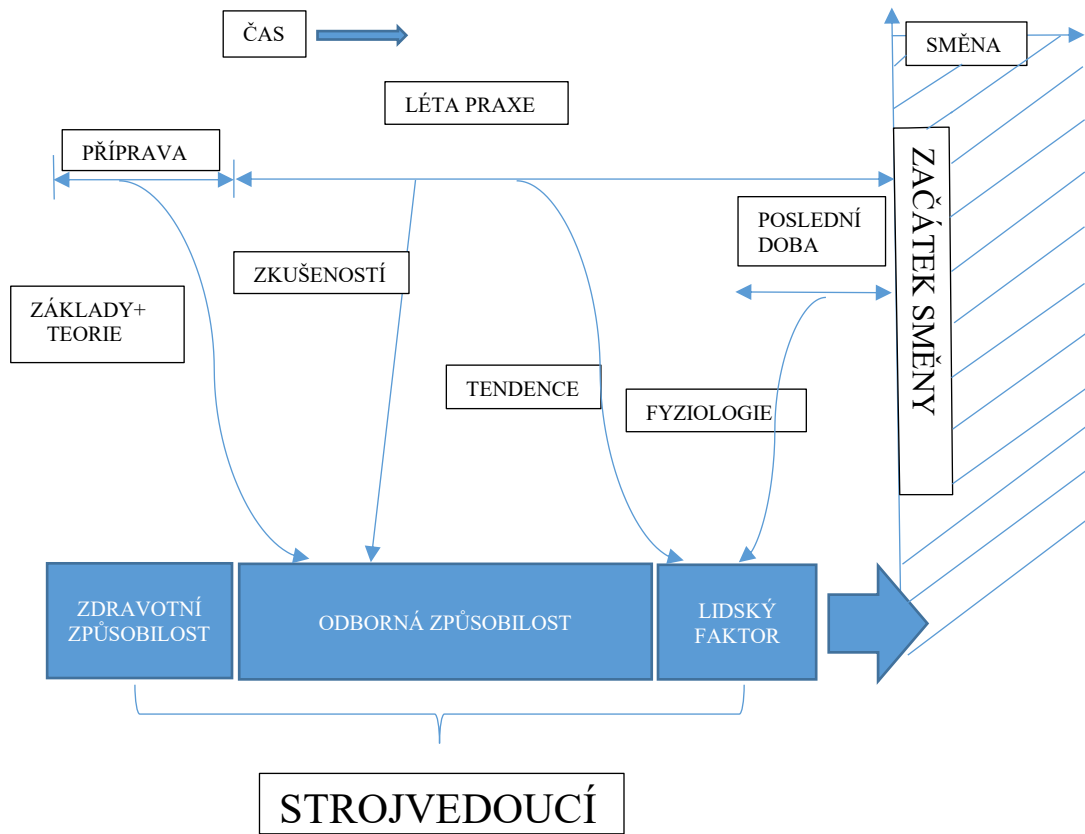 ČAS
SMĚNA
LÉTA PRAXE
PŘÍPRAVA
ZAČÁTEK SMĚNY
POSLEDNÍ
DOBA
ZKUŠENOSTÍ
ZÁKLADY+
TEORIE
TENDENCE
FYZIOLOGIE
ZDRAVOTNÍ
ZPŮSOBILOST
ODBORNÁ ZPŮSOBILOST
LIDSKÝ
FAKTOR
STROJVEDOUCÍ